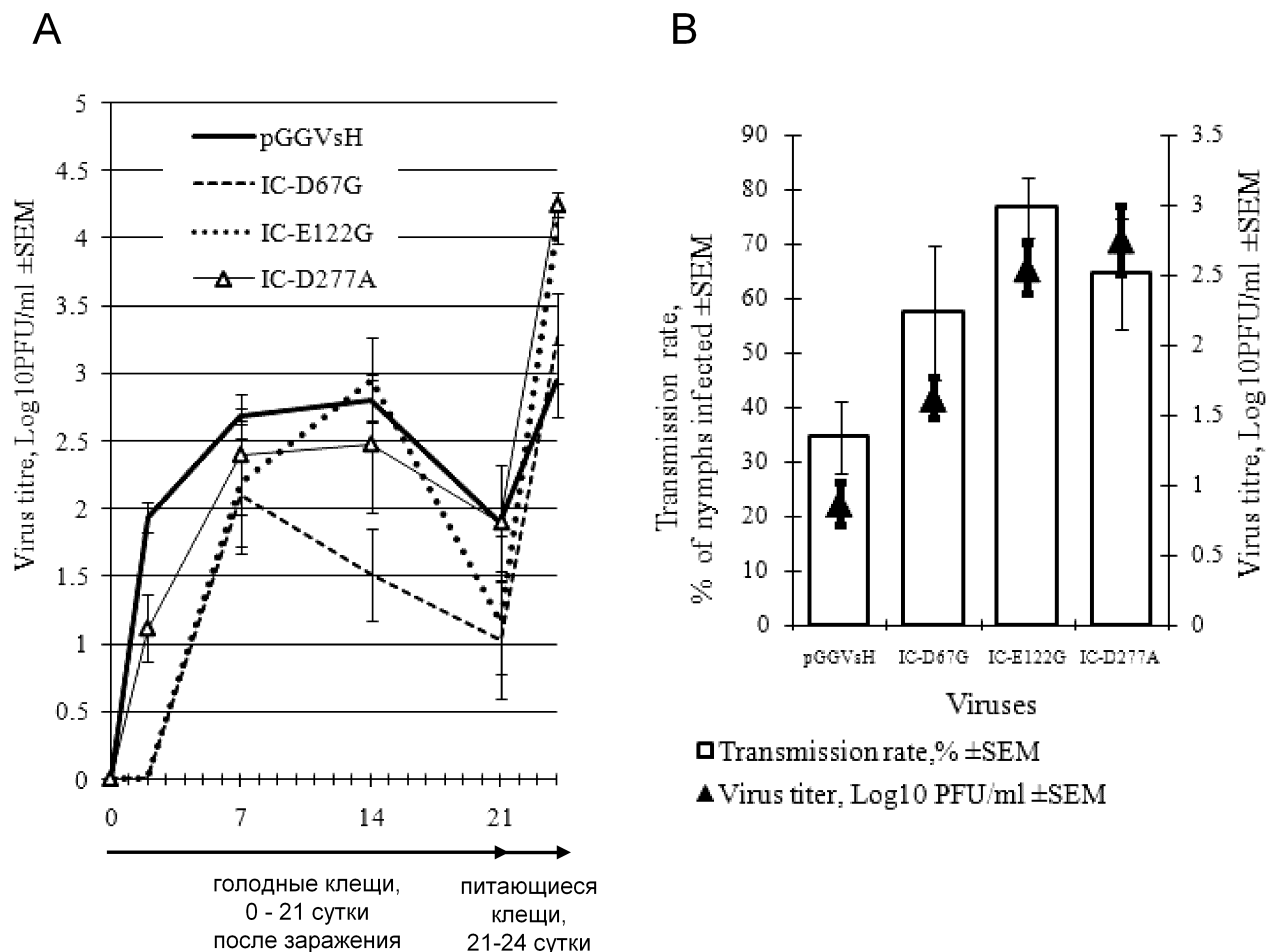 A
Virus titre, Log10PFU/ml ±SEM
5
4.5
4
3.5
3
2.5
2
1.5
1
0.5
0
pGGVsH
IC-D67G
IC-E122G
IC-D277A
0 7 14 21
голодные клещи,
0 - 21 сутки
после заражения
питающиеся
клещи,
21-24 сутки
B
Transmission rate,
% of nymphs infected ±SEM
90
80
70
60
50
40
30
20
10
0
3.5
3
2.5
2
1.5
1
0.5
0
Virus titre, Log10PFU/ml ±SEM
pGGVsH IC-D67G IC-E122G IC-D277A
Viruses
Transmission rate,% ±SEM
Virus titer, Log10 PFU/ml ±SEM